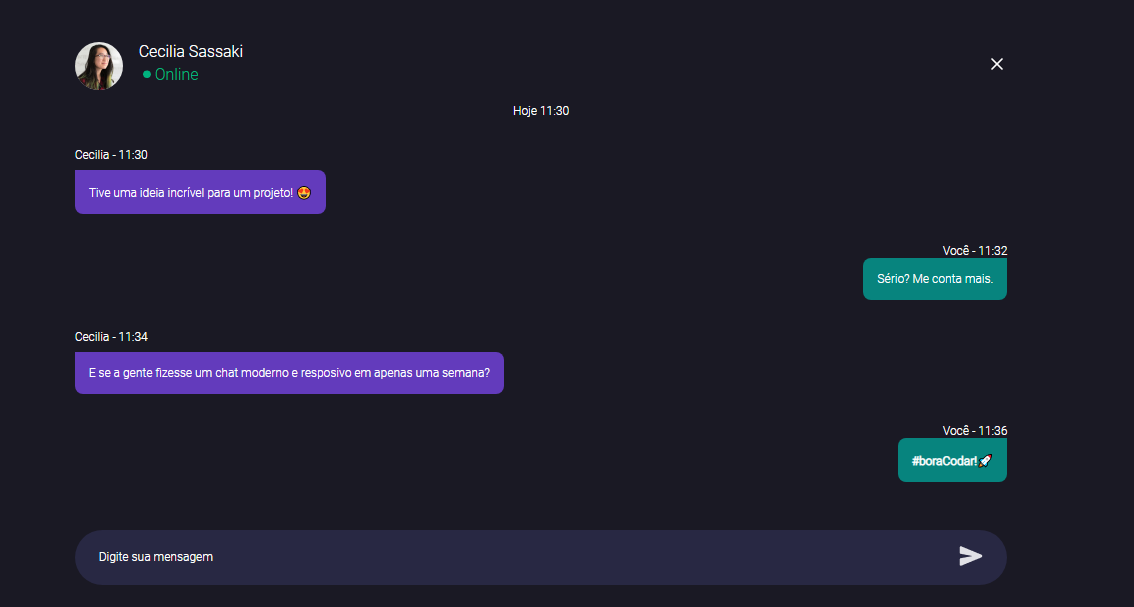 Cecilia Sassaki
Online
Hoje 11:30
Cecilia - 11:30
Tive uma ideia incrível para um projeto! 😍
Você - 11:32
Sério? Me conta mais.
Cecilia - 11:34
E se a gente fizesse um chat moderno e resposivo em apenas uma semana?
Você - 11:36
#boraCodar!🚀
Digite sua mensagem